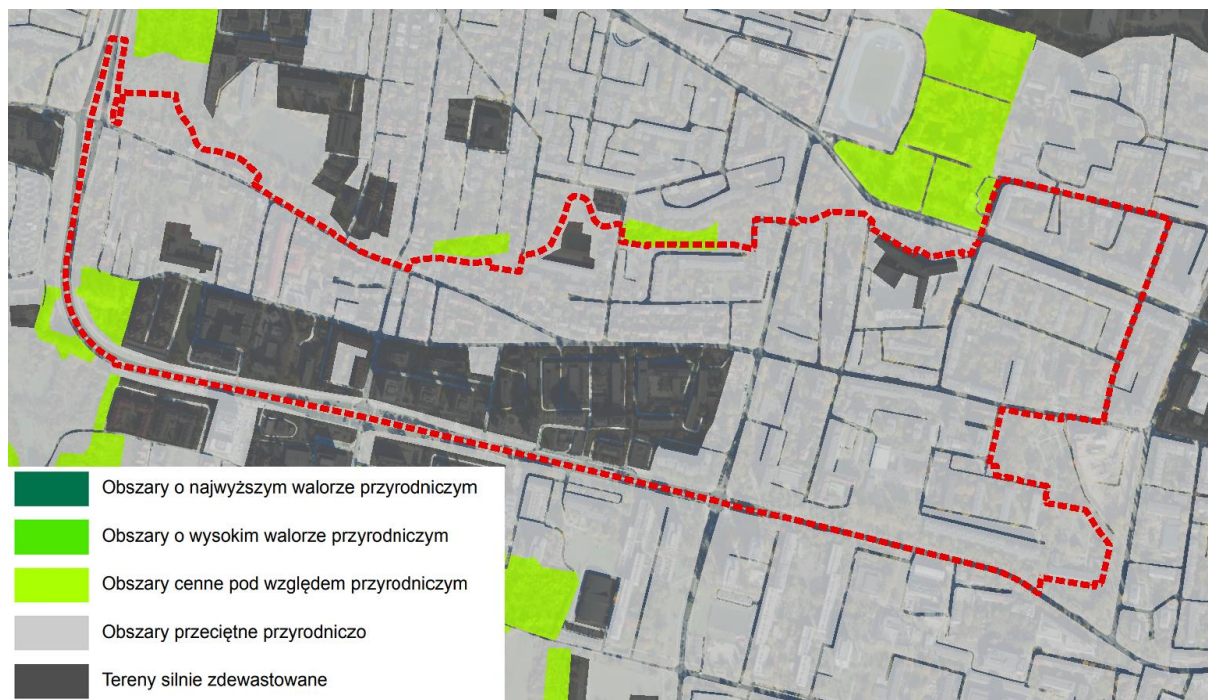 Obszary o najwyższym walorze przyrodniczym
Obszary o wysokim walorze przyrodniczym
Obszary cenne pod względem przyrodniczym
Obszary przeciętne przyrodniczo
Tereny silnie zdewastowane